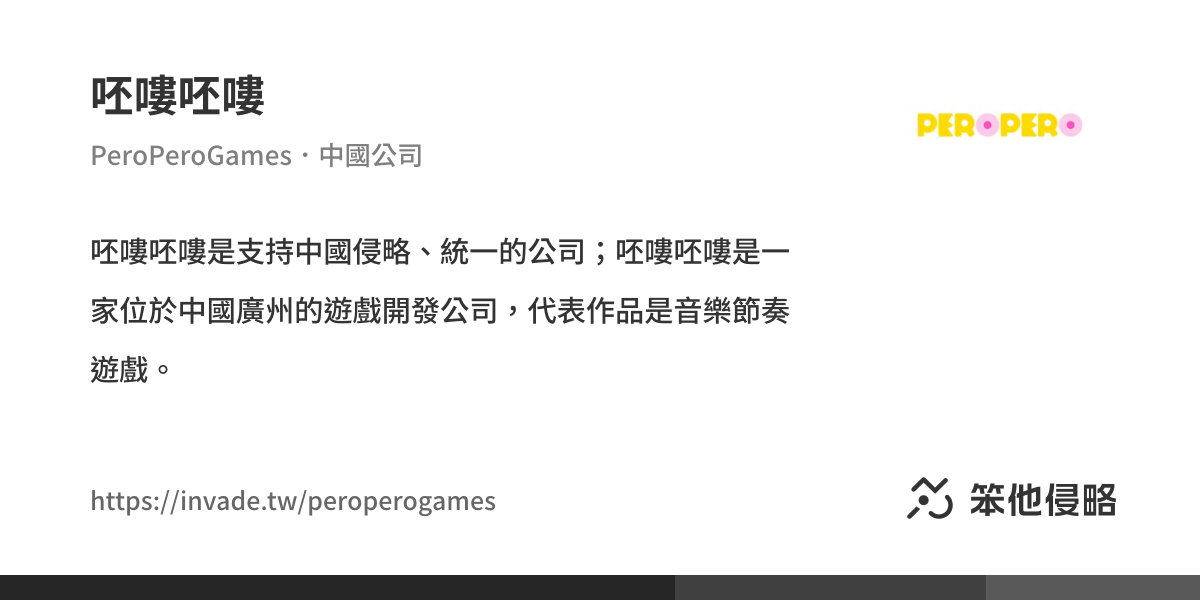 呸嘍呸嘍
PEROPERO
PeroPeroGames・中國公司
呸嘍呸嘍是支持中國侵略、統一的公司；呸嘍呸嘍是一
家位於中國廣州的遊戲開發公司，代表作品是音樂節奏
遊戲。
https://invade.tw/peroperogames
笨他侵略